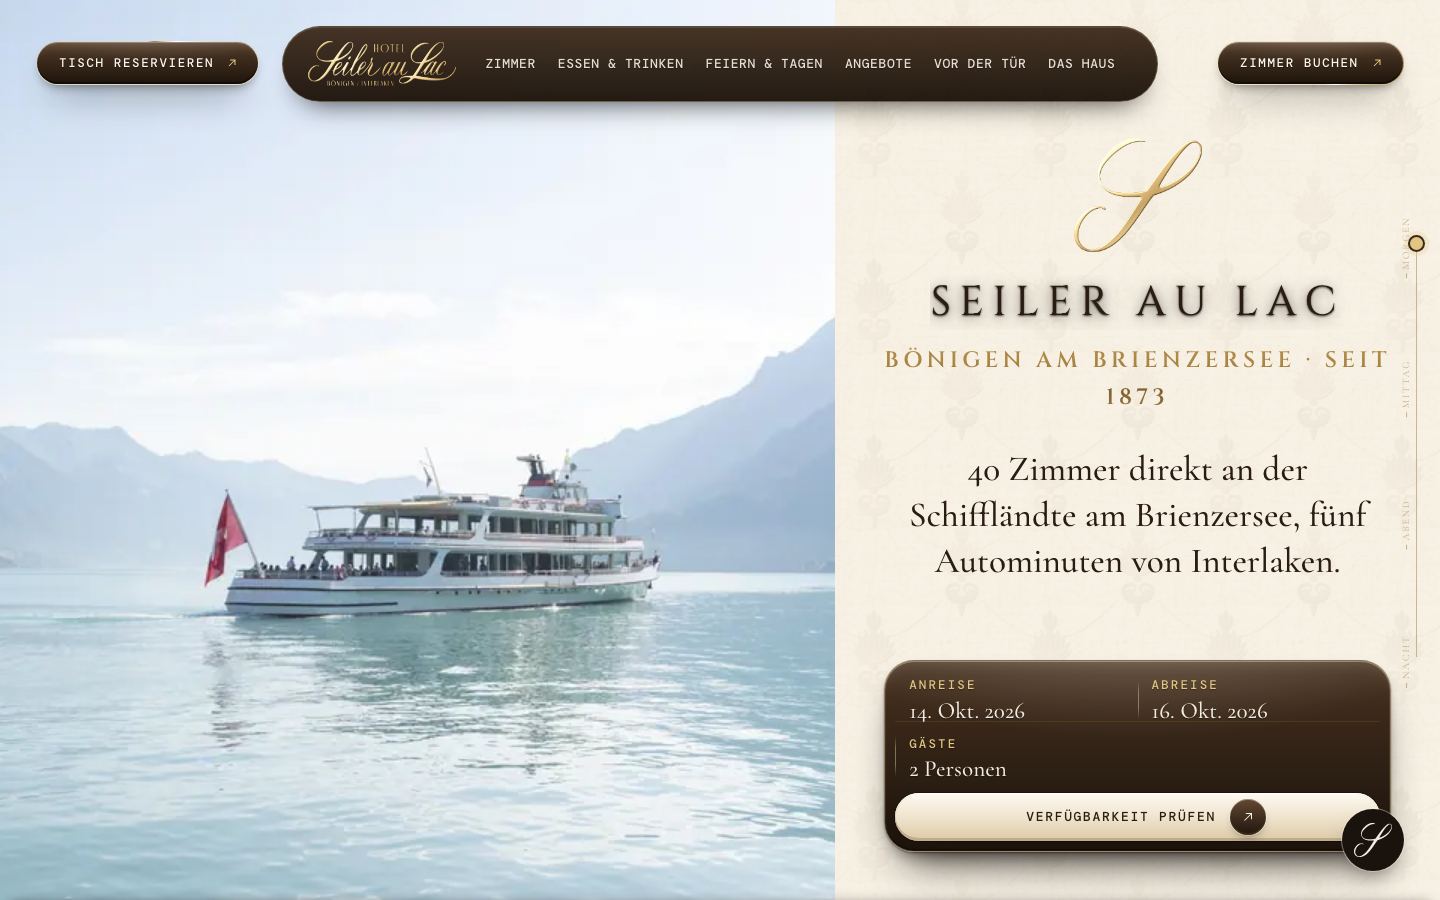 TISCH RESERVIEREN
HOTEL
Seiler au Lac
BÖNIGEN / INTERLAKEN
ZIMMER
ESSEN & TRINKEN
FEIERN & TAGEN
ANGEBOTE
VOR DER TÜR
DAS HAUS
ZIMMER BUCHEN
S
SEILER AU LAC
BÖNIGEN AM BRIENZERSEE · SEIT
1873
40 Zimmer direkt an der
Schiffländte am Brienzersee, fünf
Autominuten von Interlaken.
MORGEN
MITTAG
ABEND
NACHT
ANREISE
14. Okt. 2026
ABREISE
16. Okt. 2026
GÄSTE
2 Personen
VERFÜGBARKEIT PRÜFEN
S